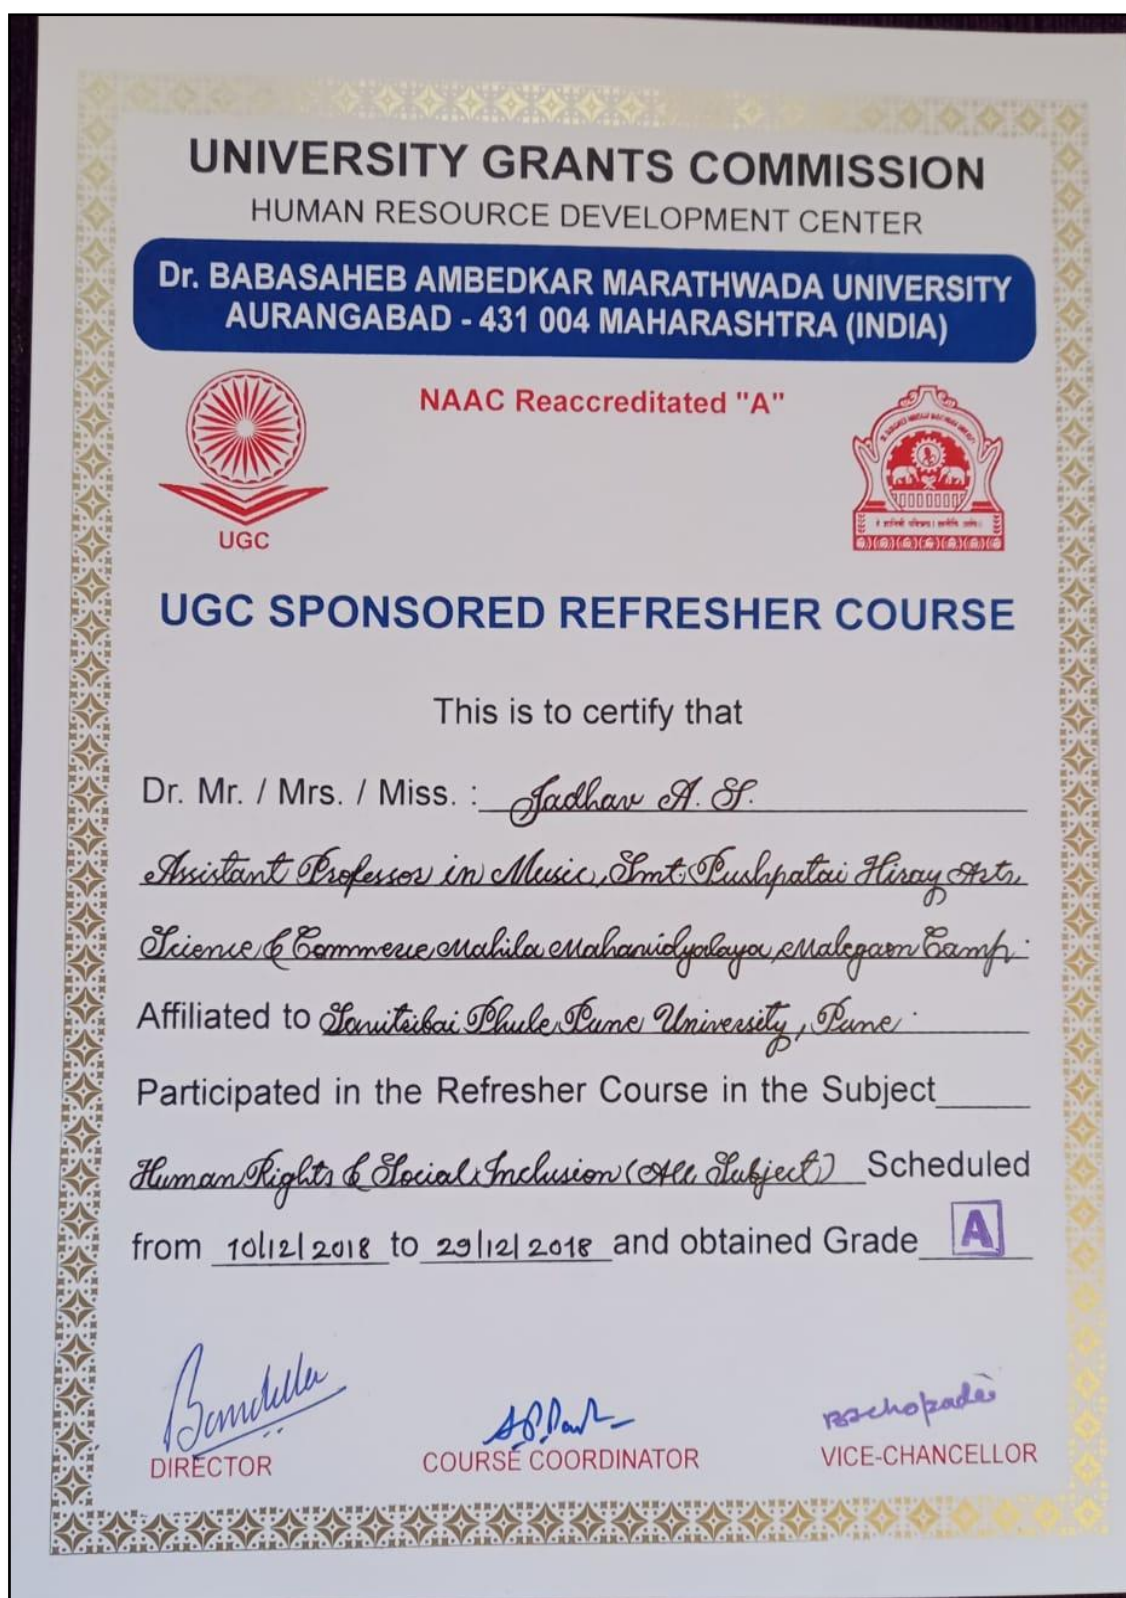 UNIVERSITY GRANTS COMMISSION
HUMAN RESOURCE DEVELOPMENT CENTER
Dr. BABASAHEB AMBEDKAR MARATHWADA UNIVERSITY
AURANGABAD - 431 004 MAHARASHTRA (INDIA)
NAAC Reaccreditated "A"
UGC
UGC SPONSORED REFRESHER COURSE
This is to certify that
Dr. Mr. / Mrs. / Miss. : Jadhav A. S.
Assistant Professor in Music, Smt. Pushpatai Hiray Arts,
Science & Commerce Mahila Mahavidyalaya, Malegaon Camp.
Affiliated to Savitribai Phule Pune University, Pune.
Participated in the Refresher Course in the Subject
Human Rights & Social Inclusion (All Subject) Scheduled
from 10/12/2018 to 29/12/2018 and obtained Grade A
DIRECTOR
COURSE COORDINATOR
VICE-CHANCELLOR